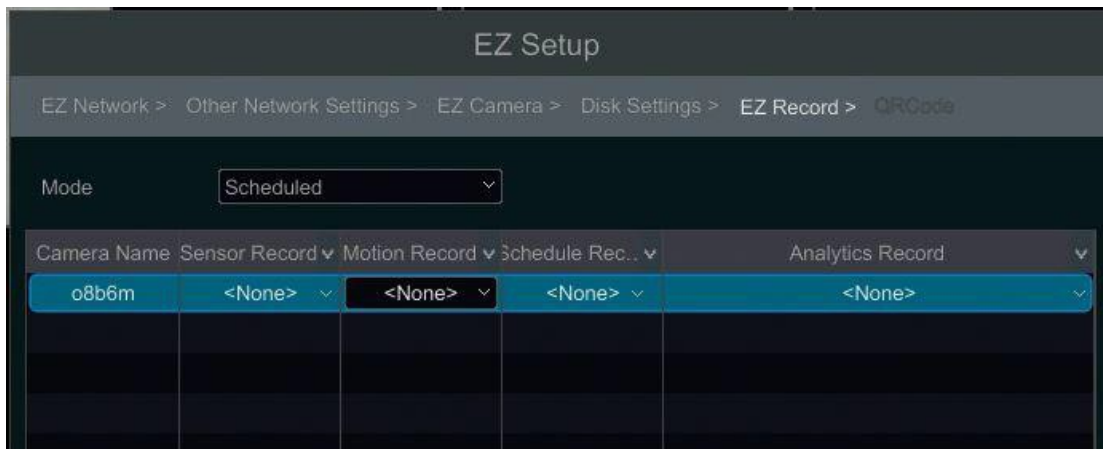 EZ Setup
EZ Network > Other Network Settings > EZ Camera > Disk Settings > EZ Record > QRCode
Mode Scheduled
Camera Name Sensor Record Motion Record Schedule Rec.. Analytics Record
o8b6m <None> <None> <None> <None>